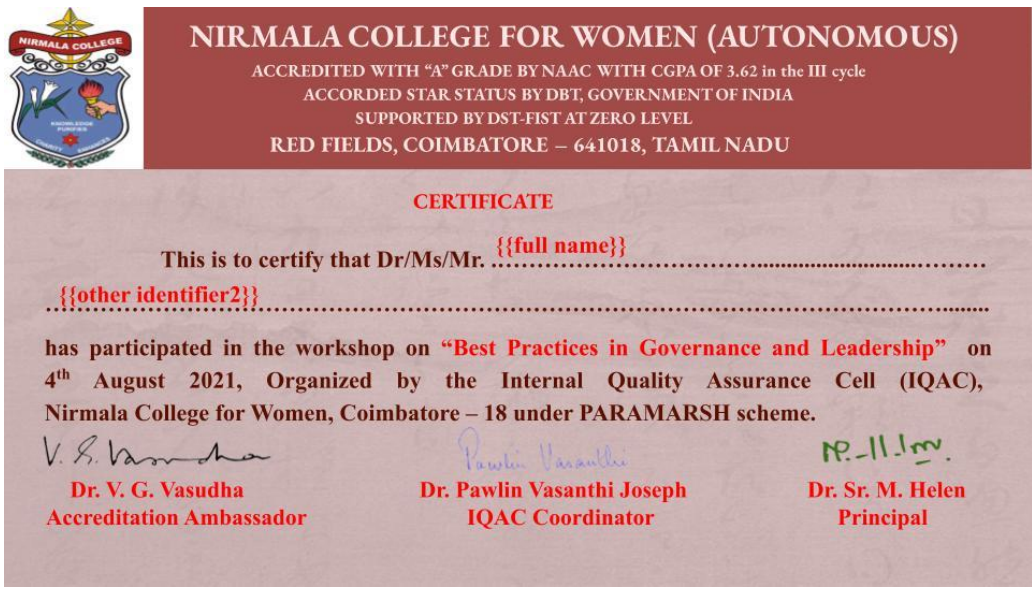 NIRMALA COLLEGE
KNOWLEDGE
PURIFIES
CHARITY ENHANCES
NIRMALA COLLEGE FOR WOMEN (AUTONOMOUS)
ACCREDITED WITH “A” GRADE BY NAAC WITH CGPA OF 3.62 in the III cycle
ACCORDED STAR STATUS BY DBT, GOVERNMENT OF INDIA
SUPPORTED BY DST-FIST AT ZERO LEVEL
RED FIELDS, COIMBATORE – 641018, TAMIL NADU
CERTIFICATE
This is to certify that Dr/Ms/Mr. {{full name}}
{{other identifier2}}
has participated in the workshop on “Best Practices in Governance and Leadership” on
4th August 2021, Organized by the Internal Quality Assurance Cell (IQAC),
Nirmala College for Women, Coimbatore – 18 under PARAMARSH scheme.
V. G. Vasudha Pawlin Vasanthi
Dr. V. G. Vasudha Dr. Pawlin Vasanthi Joseph Dr. Sr. M. Helen
Accreditation Ambassador IQAC Coordinator Principal